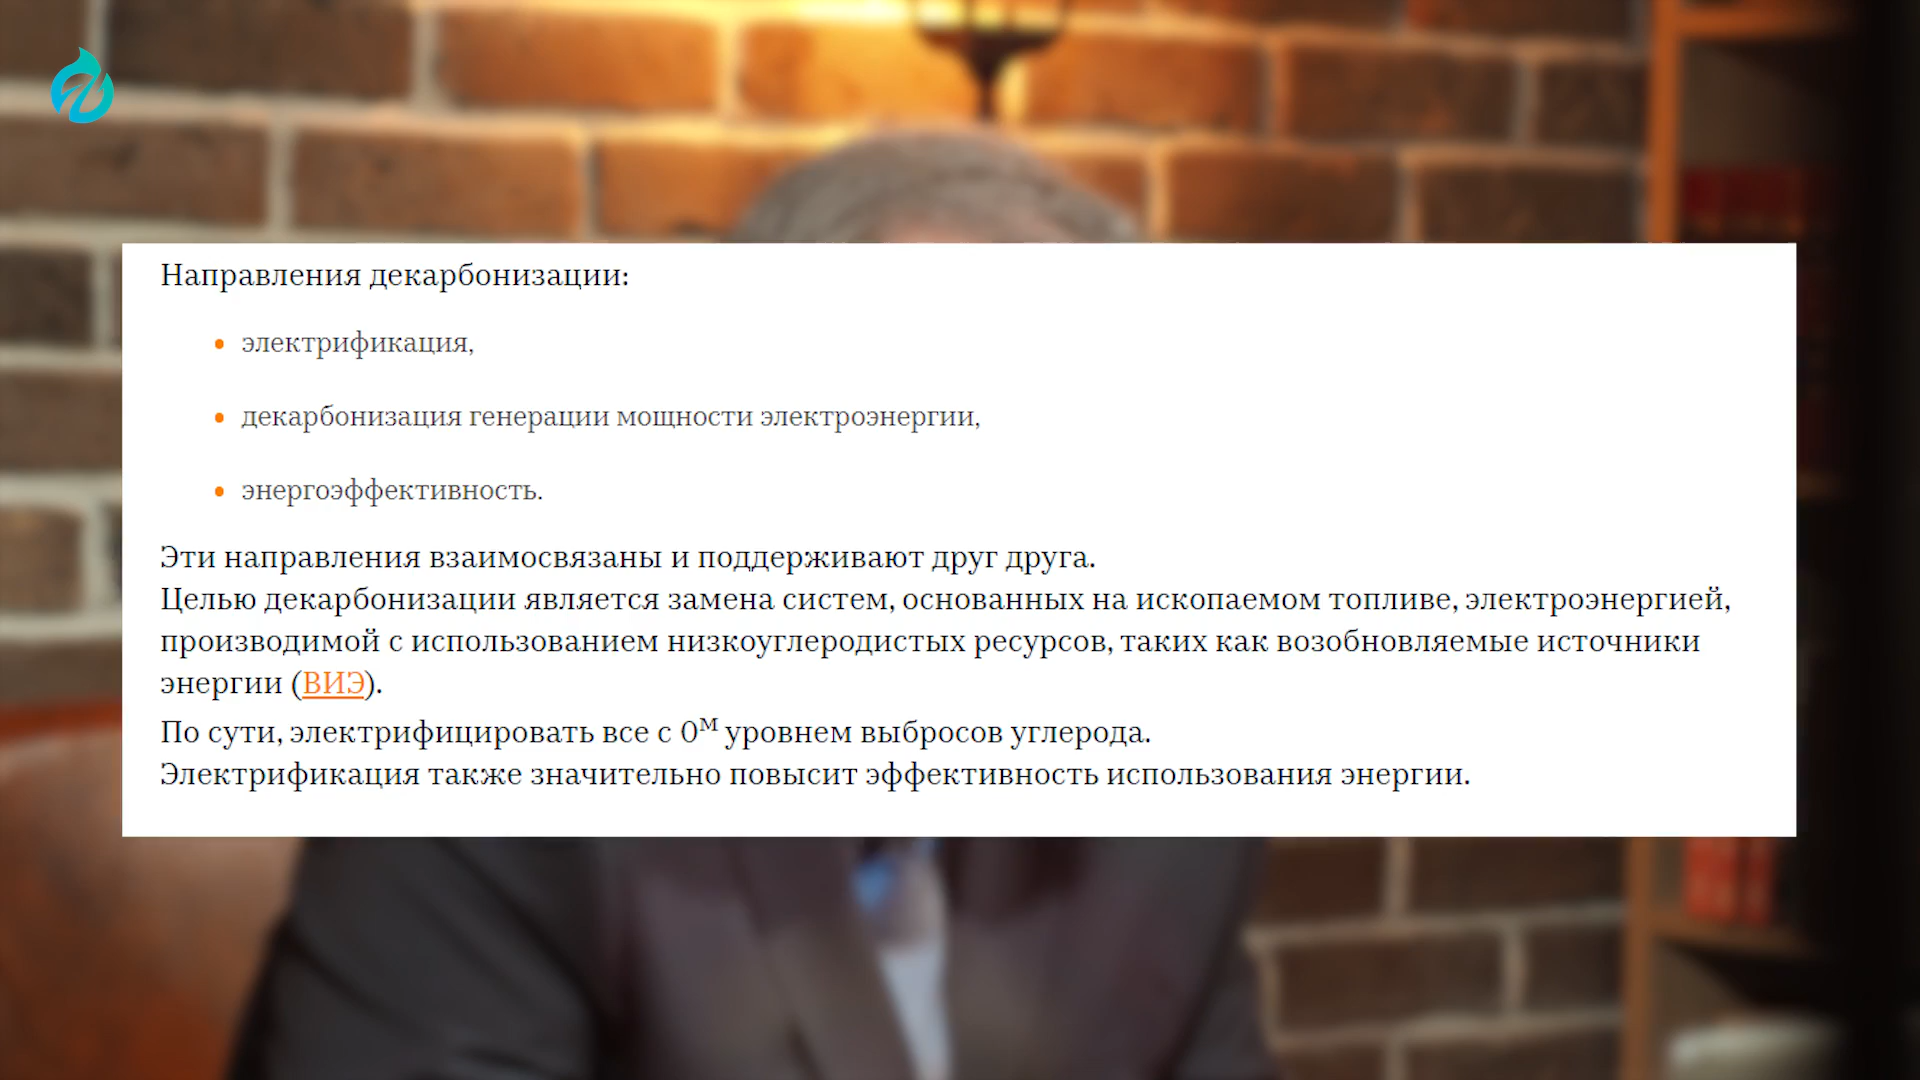 Направления декарбонизации:
электрификация,
декарбонизация генерации мощности электроэнергии,
энергоэффективность.
Эти направления взаимосвязаны и поддерживают друг друга.
Целью декарбонизации является замена систем, основанных на ископаемом топливе, электроэнергией,
производимой с использованием низкоуглеродистых ресурсов, таких как возобновляемые источники
энергии (ВИЭ).
По сути, электрифицировать все с 0ᴹ уровнем выбросов углерода.
Электрификация также значительно повысит эффективность использования энергии.